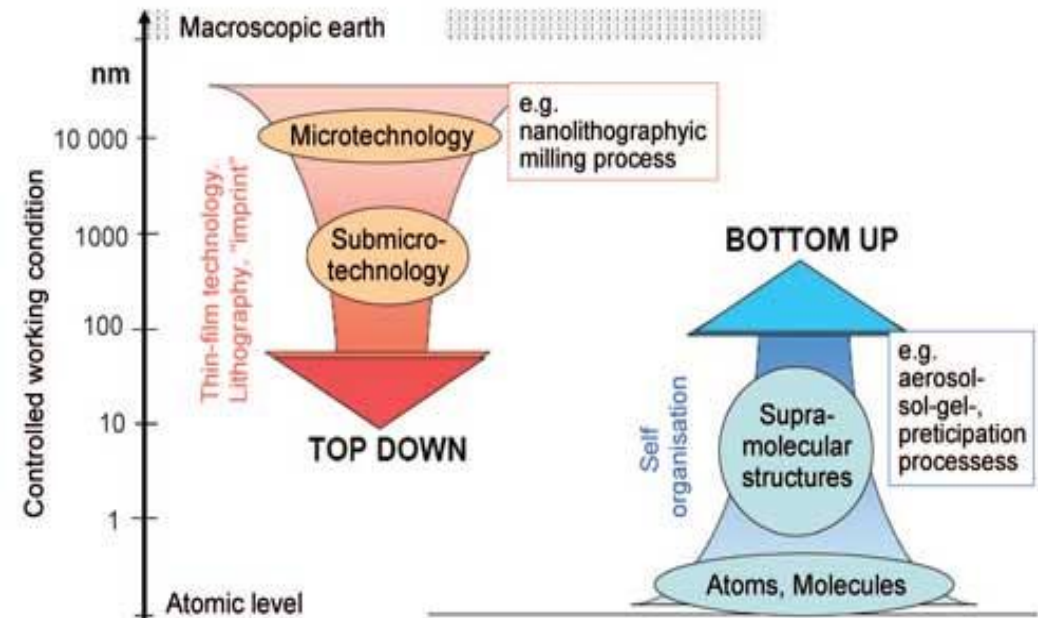 Macroscopic earth
nm
10 000
1000
100
10
1
Atomic level
Controlled working condition
Thin-film technology.
Lithography, "imprint"
Microtechnology
Submicro-
technology
TOP DOWN
e.g.
nanolithographyic
milling process
BOTTOM UP
Self
organisation
Supra-
molecular
structures
Atoms, Molecules
e.g.
aerosol-
sol-gel-,
preticipation
processess